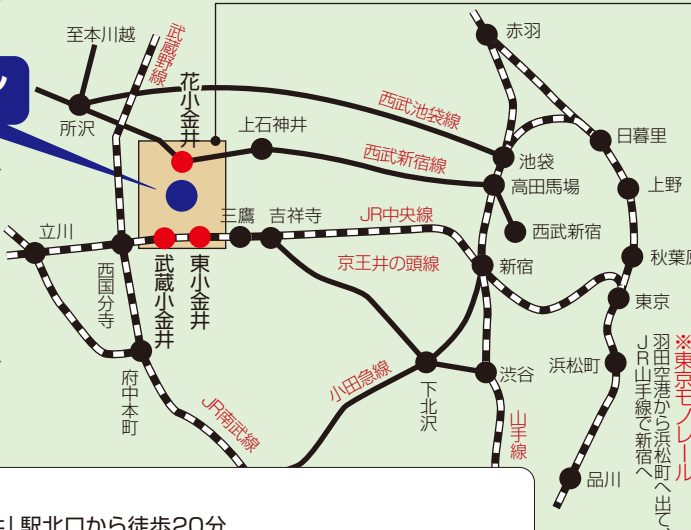 至本川越
武蔵野線
赤羽
花小金井
所沢
上石神井
西武池袋線
日暮里
池袋
西武新宿線
高田馬場
上野
立川
三鷹
吉祥寺
JR中央線
西武新宿
京王井の頭線
新宿
秋葉原
西国分寺
武蔵小金井
東小金井
東京
府中本町
小田急線
下北沢
渋谷
浜松町
JR南武線
山手線
品川
※東京モノレール
羽田空港から浜松町へ出て、
JR山手線で新宿へ
駅北口から徒歩20分